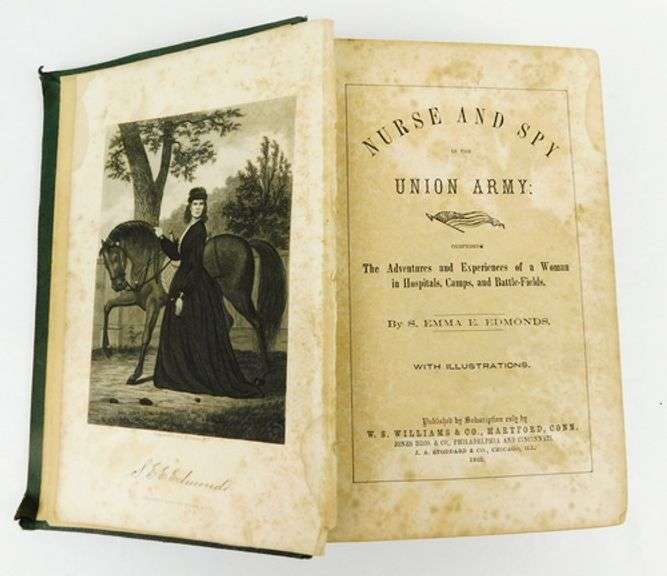 S. E. E. Edmonds
NURSE AND SPY
IN THE
UNION ARMY:
COMPRISING
The Adventures and Experiences of a Woman
in Hospitals, Camps, and Battle-Fields.
By S. EMMA E. EDMONDS.
WITH ILLUSTRATIONS.
Published by Subscription only by
W. S. WILLIAMS & CO., HARTFORD, CONN.
JONES BROS. & CO., PHILADELPHIA AND CINCINNATI.
J. A. STODDARD & CO., CHICAGO, ILL.